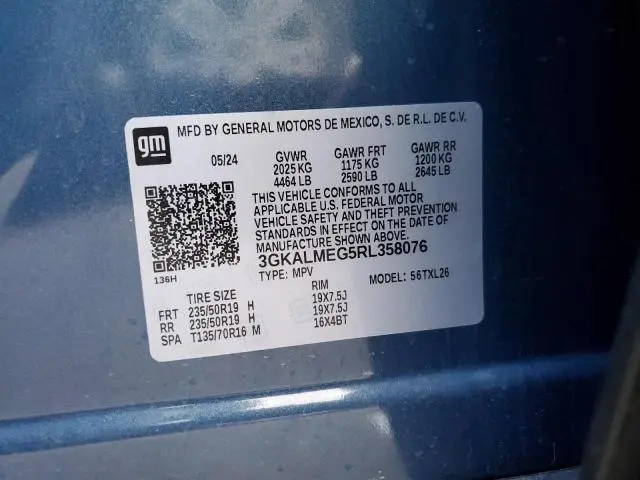 gm
MFD BY GENERAL MOTORS DE MEXICO, S. DE R.L. DE C.V.
05/24 GVWR GAWR FRT GAWR RR
2025 KG 1175 KG 1200 KG
4464 LB 2590 LB 2645 LB
THIS VEHICLE CONFORMS TO ALL
APPLICABLE U.S. FEDERAL MOTOR
VEHICLE SAFETY AND THEFT PREVENTION
STANDARDS IN EFFECT ON THE DATE OF
MANUFACTURE SHOWN ABOVE.
3GKALMEG5RL358076
136H
TYPE: MPV 56TXL26
TIRE SIZE RIM
FRT 235/50R19 H 19X7.5J
RR 235/50R19 H 19X7.5J
SPA T135/70R16 M 16X4BT